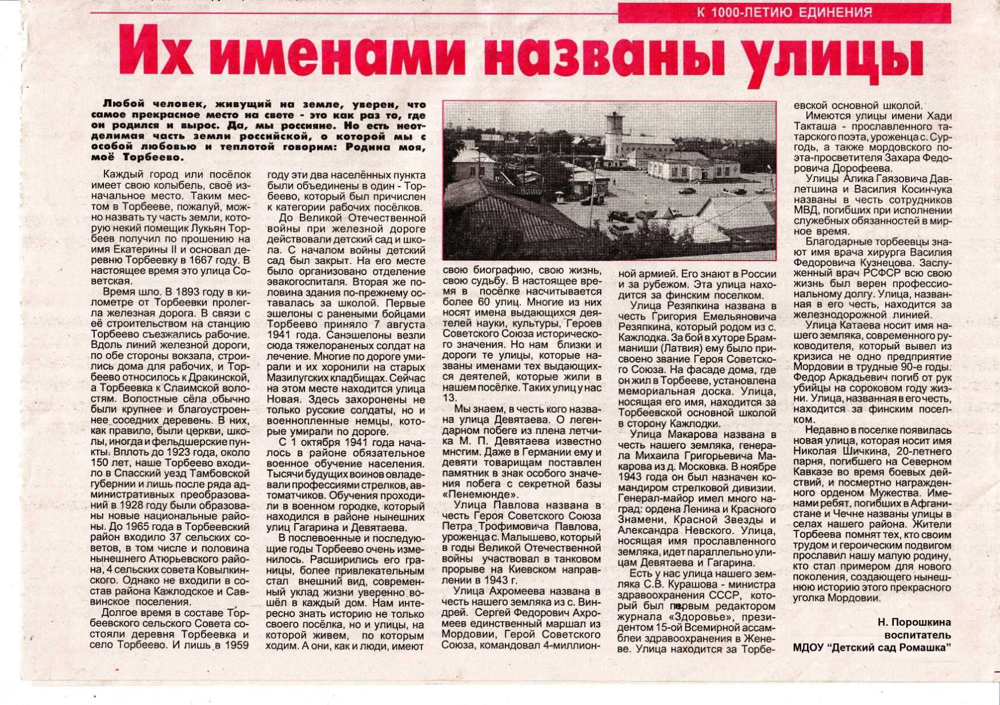 К 1000-ЛЕТИЮ ЕДИНЕНИЯ
Их именами названы улицы
Любой человек, живущий на земле, уверен, что
самое прекрасное место на свете - это как раз то, где
он родился и вырос. Да, мы россияне. Но есть неот-
делимая часть земли российской, о которой мы с
особой любовью и теплотой говорим: Родина моя,
моё Торбеево.
Каждый город или посёлок
имеет свою колыбель, своё из-
начальное место. Таким мес-
том в Торбееве, пожалуй, мож-
но назвать ту часть земли, кото-
рую некий помещик Лукьян Тор-
беев получил по прошению на
имя Екатерины II и основал де-
ревню Торбеевку в 1667 году. В
настоящее время это улица Со-
ветская.
Время шло. В 1893 году в ки-
лометре от Торбеевки пролег-
ла железная дорога. В связи с
её строительством на станцию
Торбеево съезжались рабочие.
Вдоль линий железной дороги,
по обе стороны вокзала, строи-
лись дома для рабочих, и Тор-
беево относилось к Дракинской,
а Торбеевка к Слаимской воло-
стям. Волостные сёла обычно
были крупнее и благоустроен-
нее соседних деревень. В них,
как правило, были церкви, шко-
лы, иногда и фельдшерские пун-
кты. Вплоть до 1923 года, около
150 лет, наше Торбеево входи-
ло в Спасский уезд Тамбовской
губернии и лишь после ряда ад-
министративных преобразова-
ний в 1928 году были образова-
ны новые национальные райо-
ны. До 1965 года в Торбеевский
район входило 37 сельских со-
ветов, в том числе и половина
нынешнего Атюрьевского райо-
на, 4 сельских совета Ковылкин-
ского. Однако не входили в со-
став района Кажлодское и Сав-
винское поселения.
Долгое время в составе Тор-
беевского сельского Совета со-
стояли деревня Торбеевка и
село Торбеево. И лишь в 1959
году эти два населённых пункта
были объединены в один - Тор-
беево, который был причислен
к категории рабочих посёлков.
До Великой Отечественной
войны при железной дороге
действовали детский сад и шко-
ла. С началом войны детский
сад был закрыт. На его месте
было организовано отделение
эвакогоспиталя. Вторая же по-
ловина здания по-прежнему ос-
тавалась за школой. Первые
эшелоны с ранеными бойцами
Торбеево приняло 7 августа
1941 года. Санэшелоны везли
сюда тяжелораненых солдат на
лечение. Многие по дороге уми-
рали и их хоронили на старых
Мазилугских кладбищах. Сейчас
на этом месте находится улица
Новая. Здесь захоронены не
только русские солдаты, но и
военнопленные немцы, кото-
рые умирали по дороге.
С 1 октября 1941 года нача-
лось в районе обязательное
военное обучение населения.
Тысячи будущих воинов овладе-
вали профессиями стрелков, ав-
томатчиков. Обучения проходи-
ли в военном городке, который
находился в районе нынешних
улиц Гагарина и Девятаева.
В послевоенные и последую-
щие годы Торбеево очень изме-
нилось. Расширились его гра-
ницы, более привлекательным
стал внешний вид, современ-
ный уклад жизни уверенно во-
шёл в каждый дом. Нам инте-
ресно знать историю не только
своего посёлка, но и улицы, на
которой живем, по которым
ходим. А они, как и люди, имеют
свою биографию, свою жизнь,
свою судьбу. В настоящее вре-
мя в посёлке насчитывается
более 60 улиц. Многие из них
носят имена выдающихся дея-
телей науки, культуры, Героев
Советского Союза историческо-
го значения. Но нам близки и
дороги те улицы, которые на-
званы именами тех выдающих-
ся деятелей, которые жили в
нашем посёлке. Таких улиц у нас
13.
Мы знаем, в честь кого назва-
на улица Девятаева. О леген-
дарном побеге из плена летчи-
ка М. П. Девятаева известно
многим. Даже в Германии ему и
девяти товарищам поставлен
памятник в знак особого значе-
ния побега с секретной базы
«Пенемюнде».
Улица Павлова названа в
честь Героя Советского Союза
Петра Трофимовича Павлова,
уроженца с. Малышево, который
в годы Великой Отечественной
войны участвовал в танковом
прорыве на Киевском направ-
лении в 1943 г.
Улица Ахромеева названа в
честь нашего земляка из с. Вин-
дрей. Сергей Федорович Ахро-
меев единственный маршал из
Мордовии, Герой Советского
Союза, командовал 4-миллион-
ной армией. Его знают в России
и за рубежом. Эта улица нахо-
дится за финским поселком.
Улица Резяпкина названа в
честь Григория Емельяновича
Резяпкина, который родом из с.
Кажлодка. За бой в хуторе Брам-
маниши (Латвия) ему было при-
своено звание Героя Советско-
го Союза. На фасаде дома, где
он жил в Торбееве, установлена
мемориальная доска. Улица,
носящая его имя, находится за
Торбеевской основной школой
в сторону Кажлодки.
Улица Макарова названа в
честь нашего земляка, генера-
ла Михаила Григорьевича Ма-
карова из д. Московка. В ноябре
1943 года он был назначен ко-
мандиром стрелковой дивизии.
Генерал-майор имел много на-
град: ордена Ленина и Красного
Знамени, Красной Звезды и
Александра Невского. Улица,
носящая имя прославленного
земляка, идет параллельно ули-
цам Девятаева и Гагарина.
Есть у нас улица нашего зем-
ляка С.В. Курашова - министра
здравоохранения СССР, кото-
рый был первым редактором
журнала «Здоровье», прези-
дентом 15-ой Всемирной ассам-
блеи здравоохранения в Жене-
ве. Улица находится за Торбе-
евской основной школой.
Имеются улицы имени Хади
Такташа - прославленного та-
тарского поэта, уроженца с. Сур-
годь, а также мордовского по-
эта-просветителя Захара Федо-
ровича Дорофеева.
Улицы Алика Гаязовича Дав-
летшина и Василия Косинчука
названы в честь сотрудников
МВД, погибших при исполнении
служебных обязанностей в мир-
ное время.
Благодарные торбеевцы зна-
ют имя врача хирурга Василия
Федоровича Кузнецова. Заслу-
женный врач РСФСР всю свою
жизнь был верен профессио-
нальному долгу. Улица, назван-
ная в его честь, находится за
железнодорожной линией.
Улица Катаева носит имя на-
шего земляка, современного ру-
ководителя, который вывел из
кризиса не одно предприятие
Мордовии в трудные 90-е годы.
Федор Аркадьевич погиб от рук
убийцы на сороковом году жиз-
ни. Улица, названная в его честь,
находится за финским посел-
ком.
Недавно в поселке появилась
новая улица, которая носит имя
Николая Шичкина, 20-летнего
парня, погибшего на Северном
Кавказе во время боевых дей-
ствий, и посмертно награжден-
ного орденом Мужества. Име-
нами ребят, погибших в Афгани-
стане и Чечне названы улицы в
селах нашего района. Жители
Торбеева помнят тех, кто своим
трудом и героическим подвигом
прославил нашу малую родину,
кто стал примером для нового
поколения, создающего нынеш-
нюю историю этого прекрасного
уголка Мордовии.
Н. Порошкина
воспитатель
МДОУ “Детский сад Ромашка”